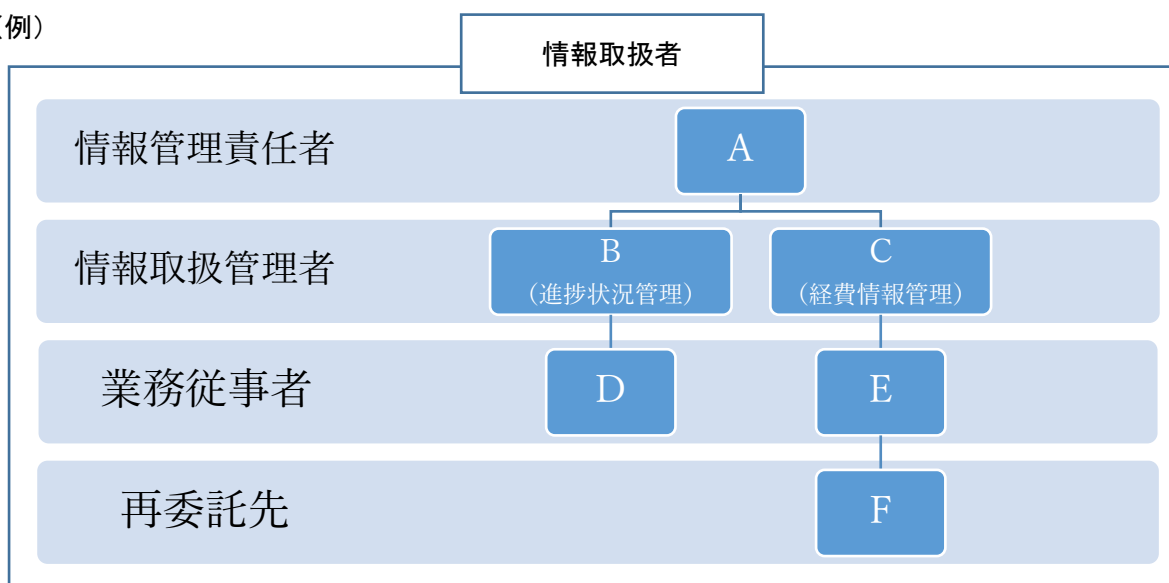 （例）
情報取扱者
情報管理責任者
A
情報取扱管理者
B
（進捗状況管理）
C
（経費情報管理）
業務従事者
D
E
再委託先
F